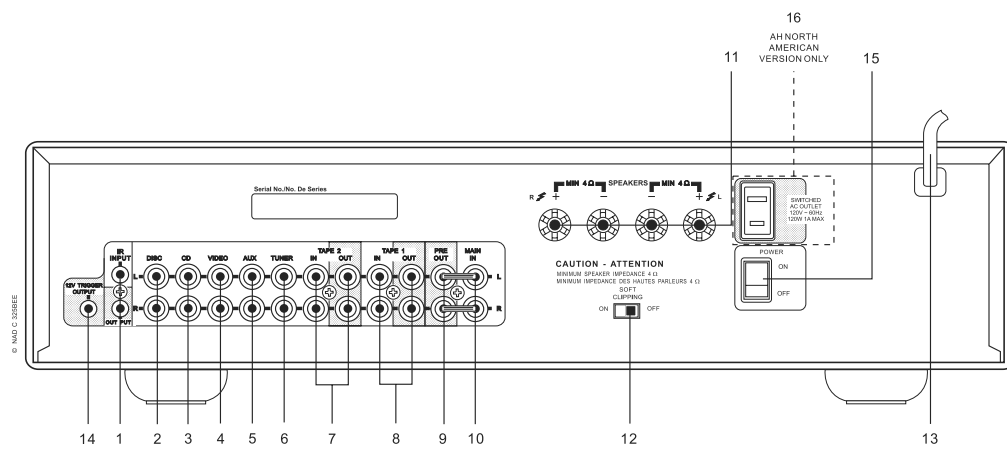 16
AH NORTH
AMERICAN
VERSION ONLY
11
15
Serial No./No. De Series
R + MIN 4Ω − SPEAKERS − MIN 4Ω + L
SWITCHED
AC OUTLET
120V ~ 60Hz
120W 1A MAX
POWER
ON
OFF
IR
INPUT
OUT PUT
12V TRIGGER
OUTPUT
DISC
CD
VIDEO
AUX
TUNER
TAPE 2
IN
OUT
TAPE 1
IN
OUT
PRE
OUT
MAIN
IN
L
R
CAUTION - ATTENTION
MINIMUM SPEAKER IMPEDANCE 4 Ω
MINIMUM IMPEDANCE DES HAUTES PARLEURS 4 Ω
SOFT
CLIPPING
ON
OFF
© NAD C 325BEE
14
1
2
3
4
5
6
7
8
9
10
12
13